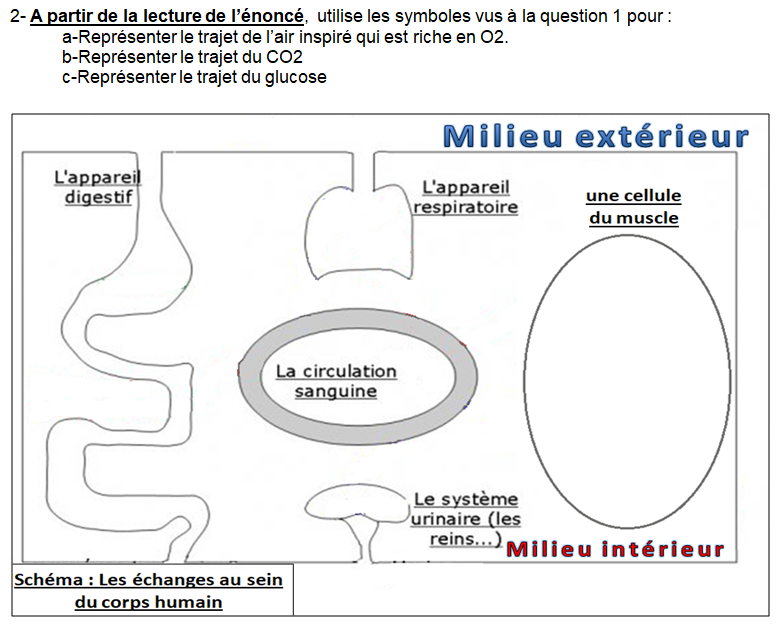 2- A partir de la lecture de l'énoncé, utilise les symboles vus à la question 1 pour :
a-Représenter le trajet de l'air inspiré qui est riche en O2.
b-Représenter le trajet du CO2
c-Représenter le trajet du glucose
Milieu extérieur
L'appareil
digestif
L'appareil
respiratoire
une cellule
du muscle
La circulation
sanguine
Le système
urinaire (les
reins...)
Milieu intérieur
Schéma : Les échanges au sein
du corps humain